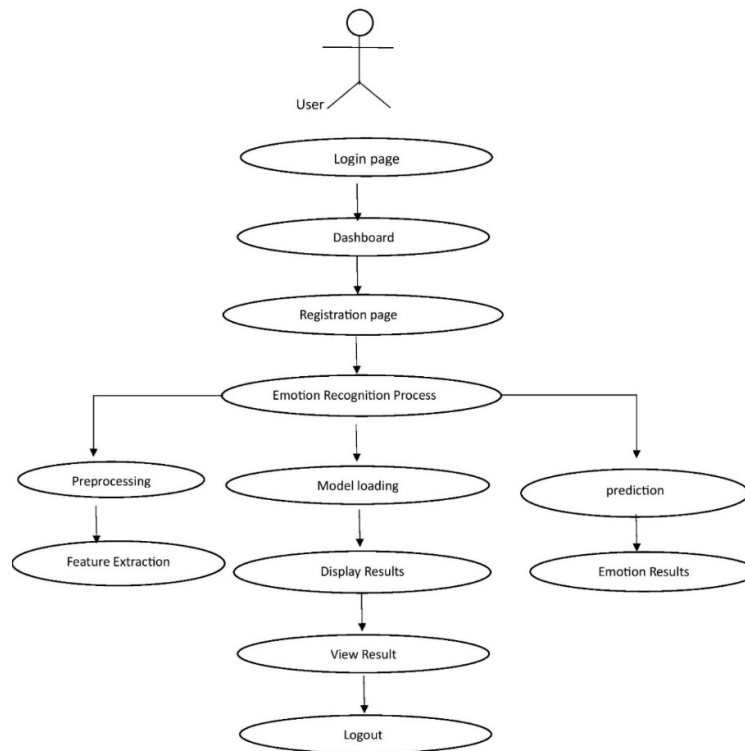 User
Login page
Dashboard
Registration page
Emotion Recognition Process
Preprocessing
Model loading
prediction
Feature Extraction
Display Results
Emotion Results
View Result
Logout